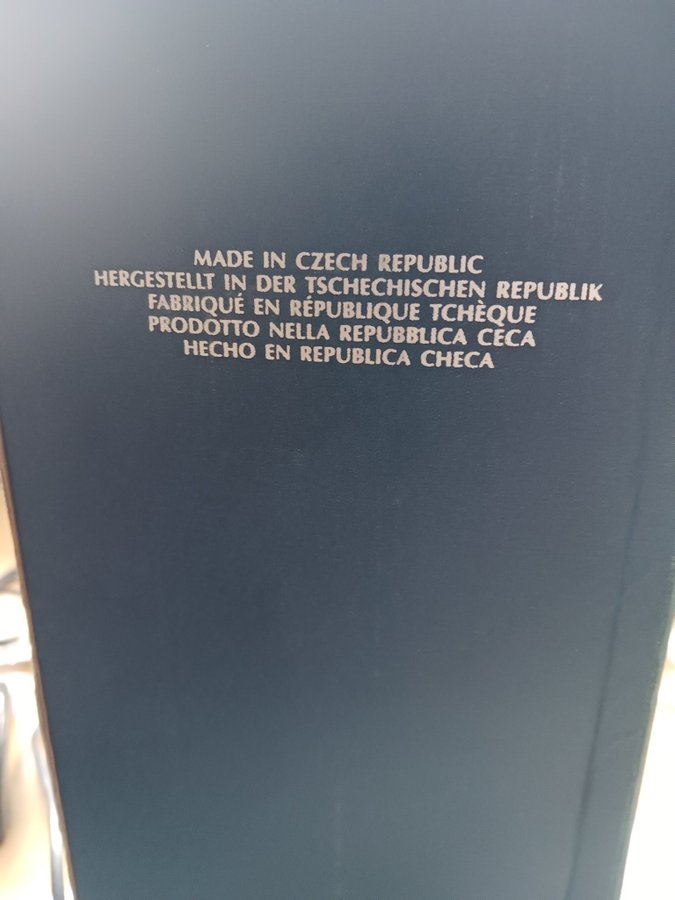 MADE IN CZECH REPUBLIC
HERGESTELLT IN DER TSCHECHISCHEN REPUBLIK
FABRIQUÉ EN RÉPUBLIQUE TCHÈQUE
PRODOTTO NELLA REPUBBLICA CECA
HECHO EN REPUBLICA CHECA